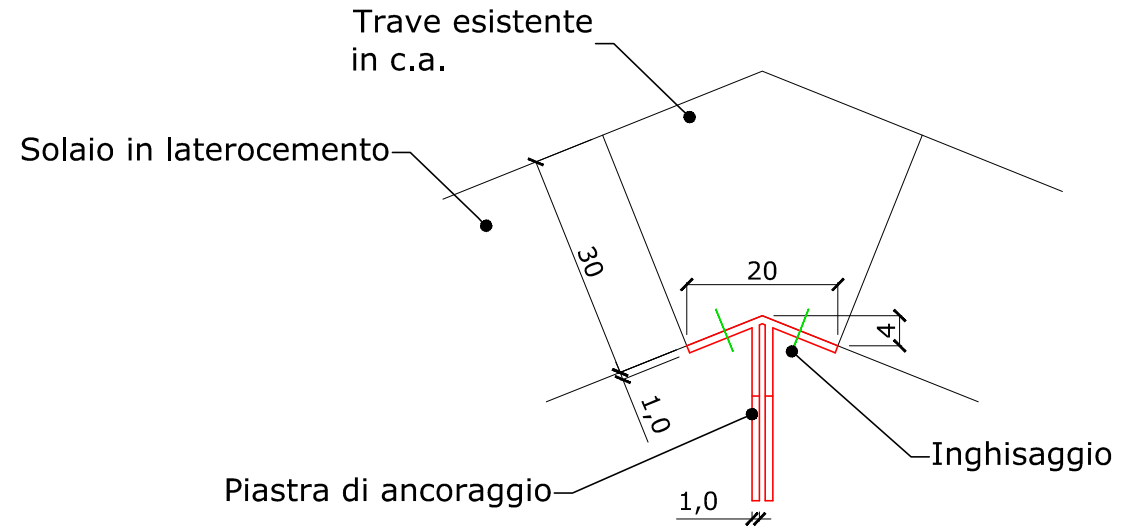 Trave esistente
in c.a.
Solaio in laterocemento
30
20
4
1,0
Inghisaggio
Piastra di ancoraggio
1,0